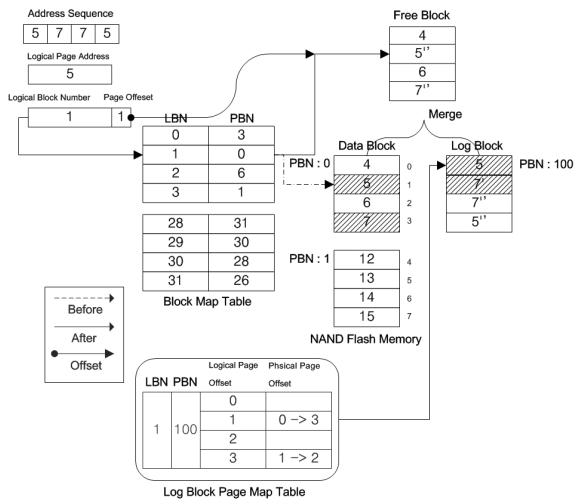 Address Sequence
5 7 7 5
Logical Page Address
5
Logical Block Number Page Offeset
1 1
Free Block
4
5''
6
7''
Merge
LBN PBN
0 3
1 0
2 6
3 1
28 31
29 30
30 28
31 26
Block Map Table
Data Block
PBN : 0
4 0
5 1
6 2
7 3
Log Block
PBN : 100
5'
7'
7''
5''
PBN : 1
12 4
13 5
14 6
15 7
NAND Flash Memory
Before
After
Offset
LBN PBN Logical Page Offset Phsical Page Offset
1 100
0
1 0 -> 3
2
3 1 -> 2
Log Block Page Map Table